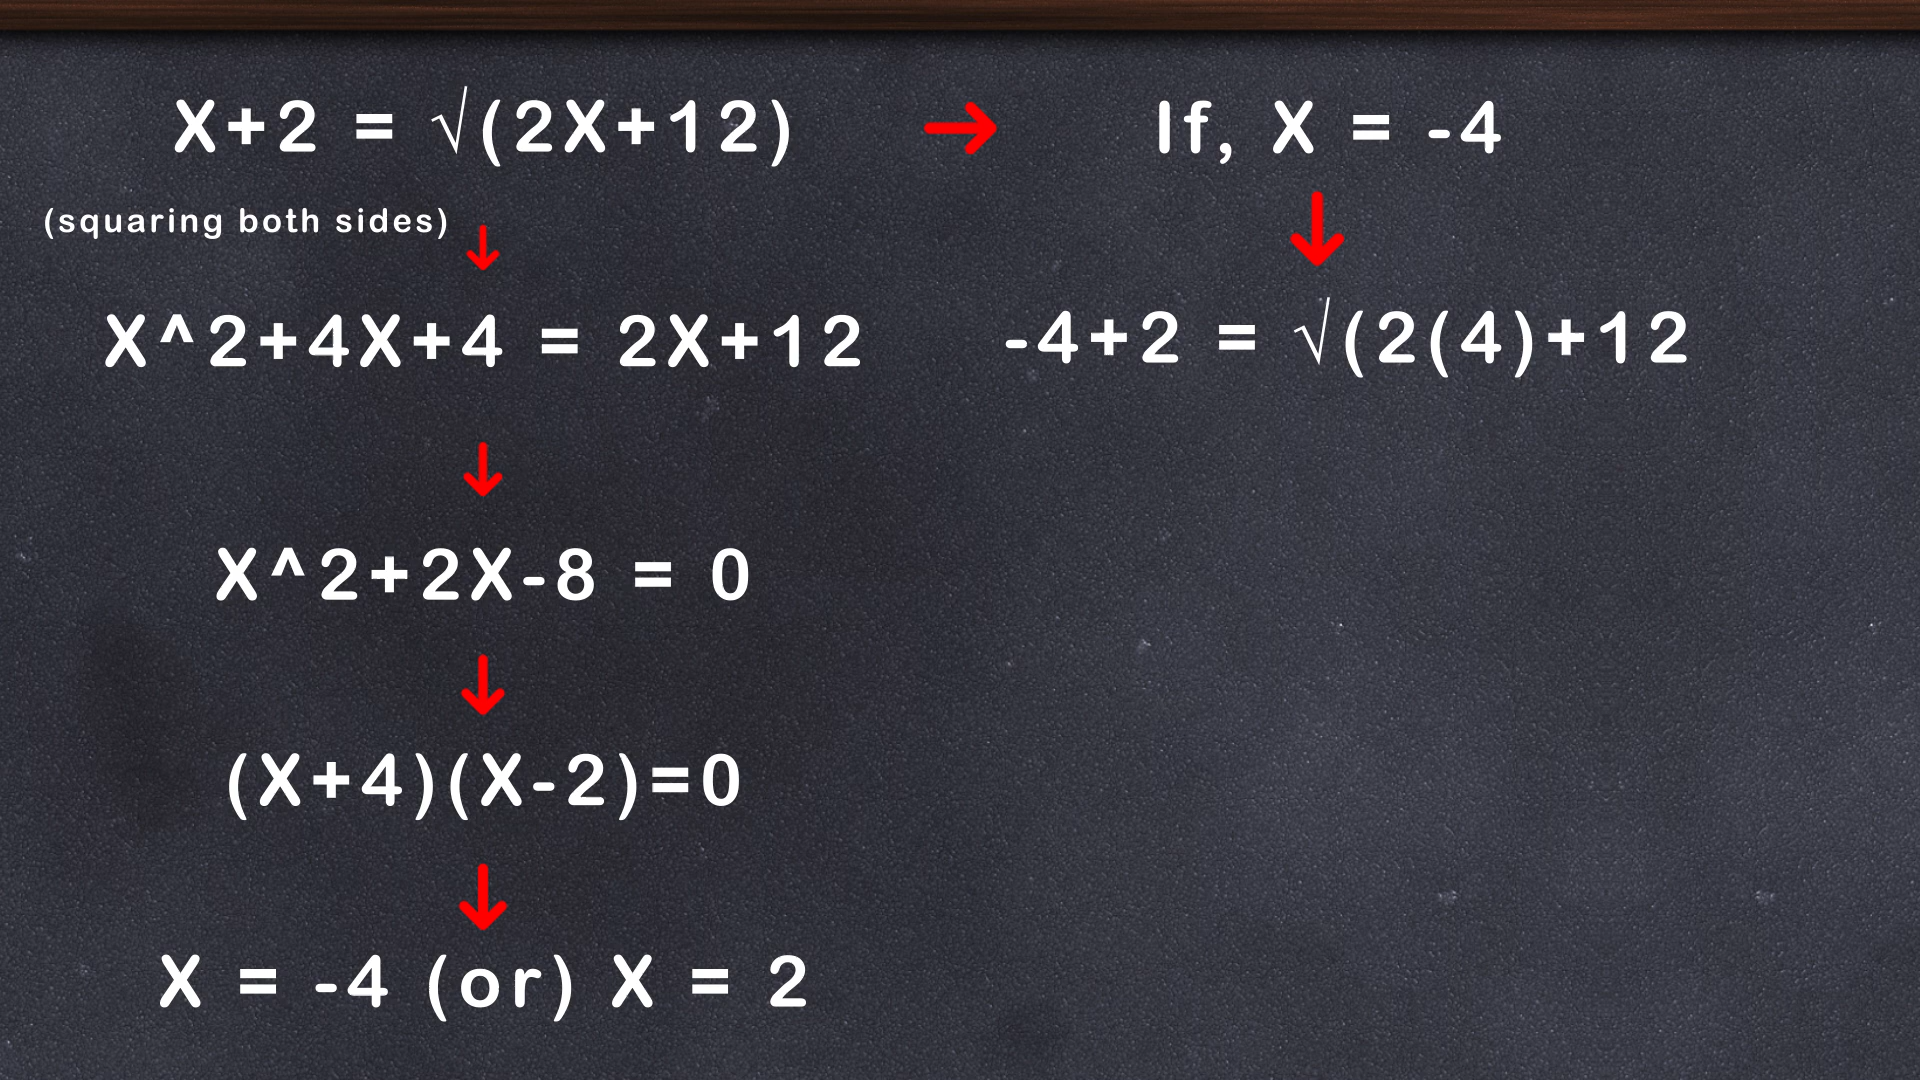 X+2 = √(2X+12)
(squaring both sides)
X^2+4X+4 = 2X+12
X^2+2X-8 = 0
(X+4)(X-2)=0
X = -4 (or) X = 2
If, X = -4
-4+2 = √(2(4)+12